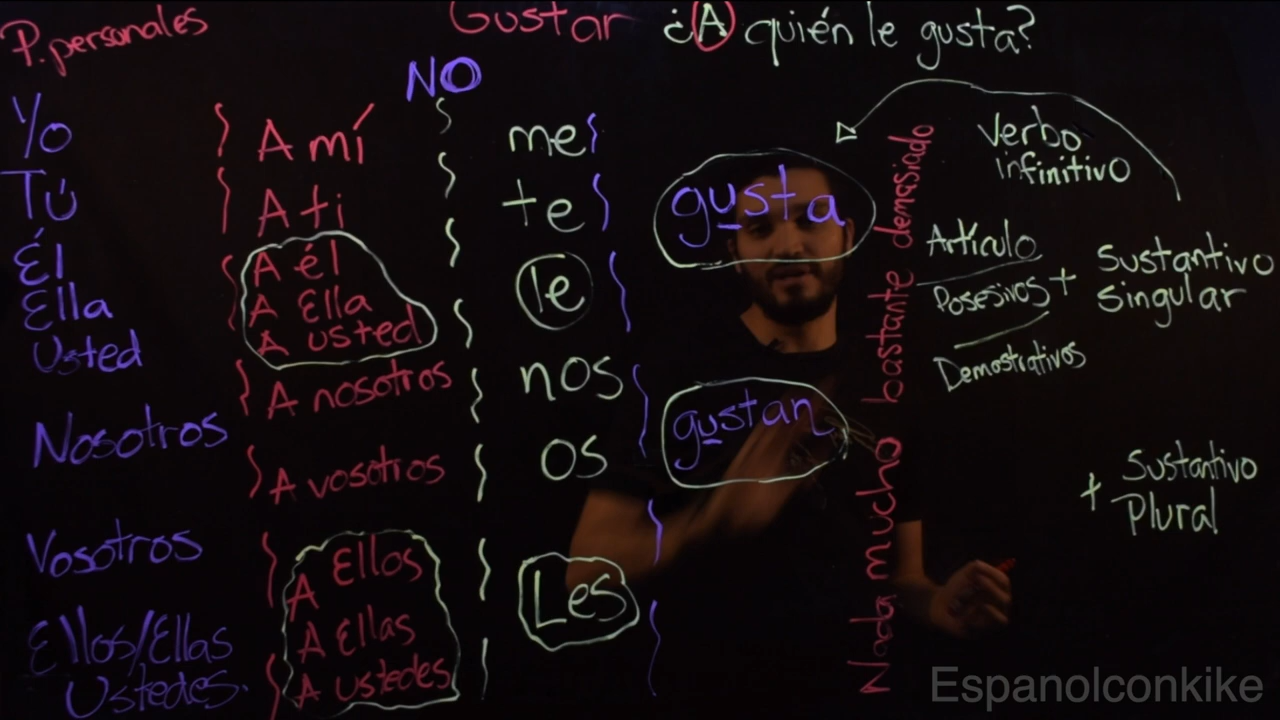 P. personales
Gustar
¿A quién le gusta?
NO
Yo
Tú
Él
Ella
Usted
Nosotros
Vosotros
Ellos/Ellas
Ustedes.
A mí
A ti
A él
A Ella
A usted
A nosotros
A vosotros
A Ellos
A Ellas
A ustedes
me
te
le
nos
os
Les
gusta
gustan
Nada mucho bastante demasiado
Verbo
infinitivo
Artículo
Posesivos +
Demostrativos
Sustantivo
singular
+ Sustantivo
Plural
Espanolconkike